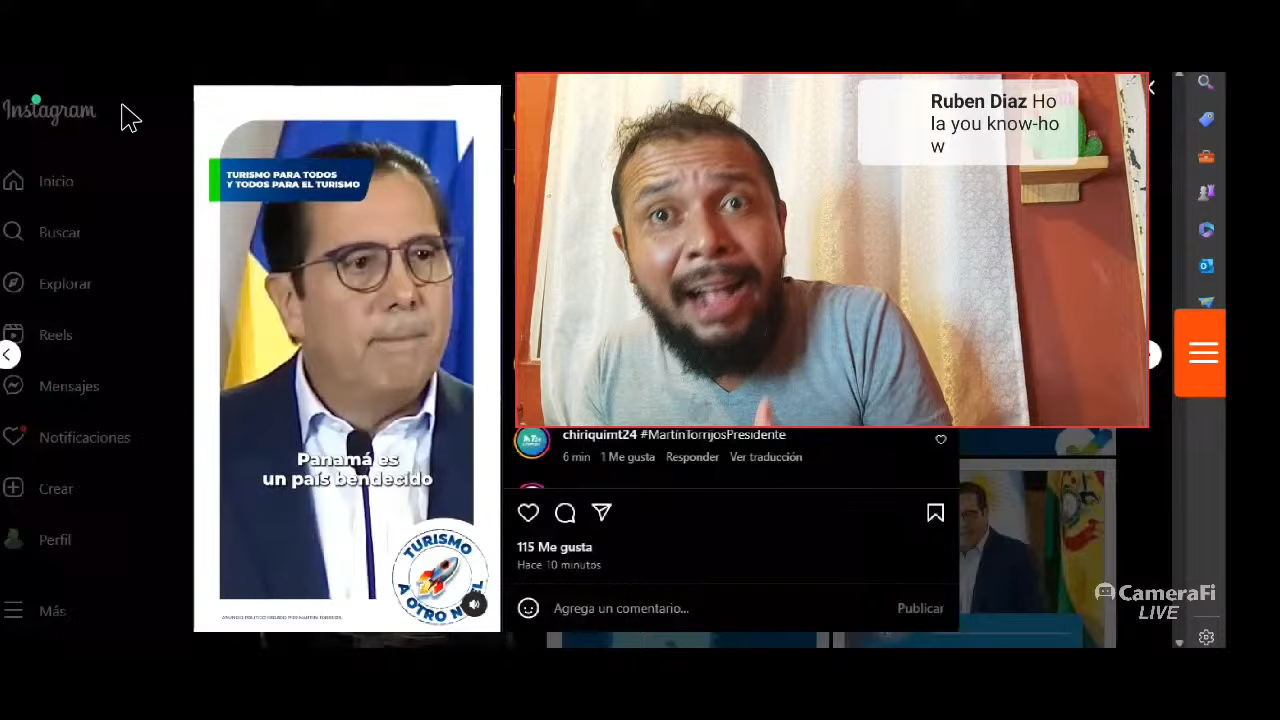 Instagram
Inicio
Buscar
Explorar
Reels
Mensajes
Notificaciones
Crear
Perfil
Más
TURISMO PARA TODOS
Y TODOS PARA EL TURISMO
Panamá es
un país bendecido
TURISMO
A OTRO
Ruben Diaz Ho
la you know-ho
w
chiriquimt24 #MartínTorrijosPresidente
6 min 1 Me gusta Responder Ver traducción
115 Me gusta
Hace 10 minutos
Agrega un comentario...
Publicar
CameraFi
LIVE